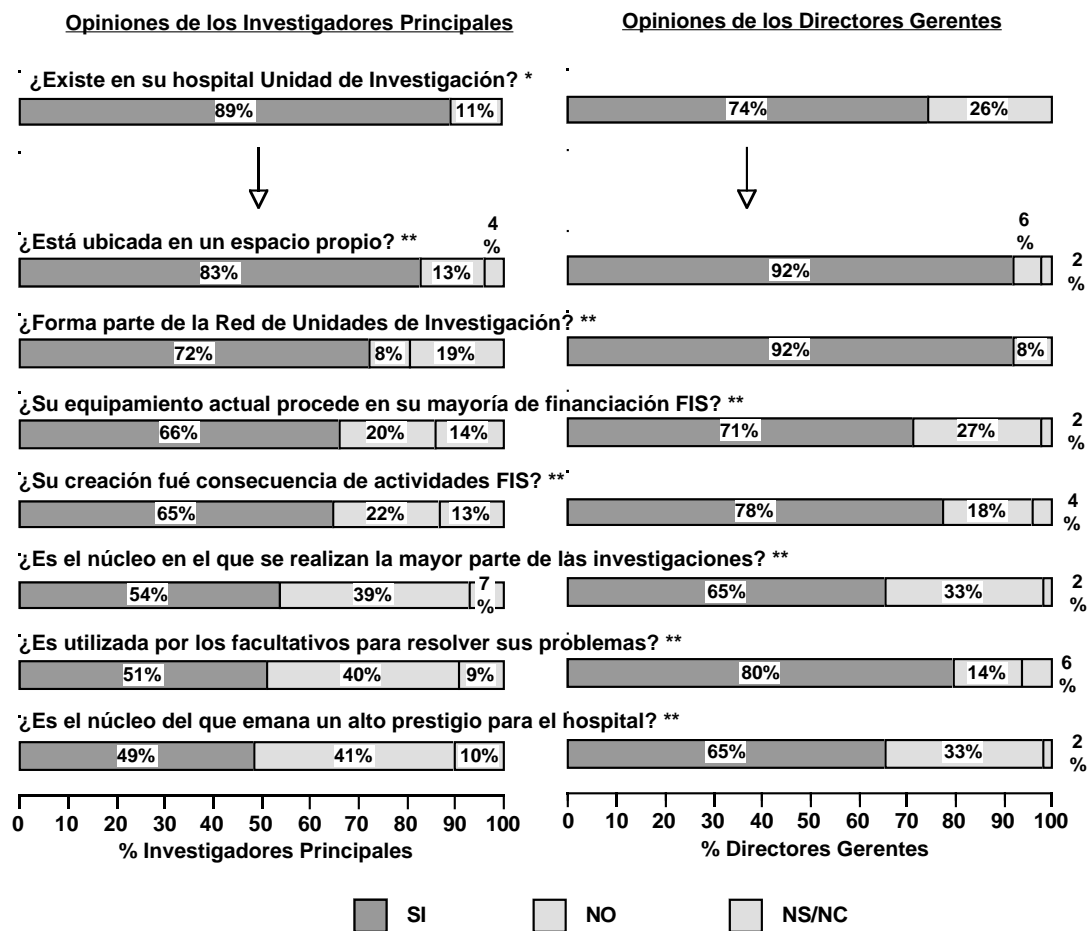 Opiniones de los Investigadores Principales
Opiniones de los Directores Gerentes
¿Existe en su hospital Unidad de Investigación? *
89% 11%
74% 26%
¿Está ubicada en un espacio propio? **
4
%
6
%
83% 13%
92%
2
%
¿Forma parte de la Red de Unidades de Investigación? **
72% 8% 19%
92% 8%
¿Su equipamiento actual procede en su mayoría de financiación FIS? **
66% 20% 14%
71% 27%
2
%
¿Su creación fué consecuencia de actividades FIS? **
65% 22% 13%
78% 18%
4
%
¿Es el núcleo en el que se realizan la mayor parte de las investigaciones? **
54% 39%
7
%
65% 33%
2
%
¿Es utilizada por los facultativos para resolver sus problemas? **
51% 40% 9%
80% 14%
6
%
¿Es el núcleo del que emana un alto prestigio para el hospital? **
49% 41% 10%
65% 33%
2
%
0 10 20 30 40 50 60 70 80 90 100
% Investigadores Principales
0 10 20 30 40 50 60 70 80 90 100
% Directores Gerentes
SI NO NS/NC